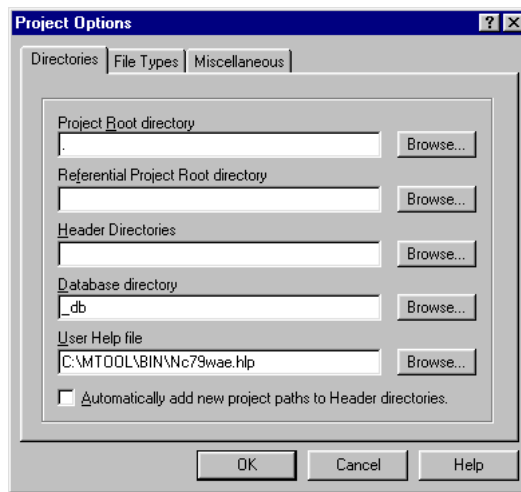 Project Options
Directories File Types Miscellaneous
Project Root directory
. Browse...
Referential Project Root directory
Browse...
Header Directories
Browse...
Database directory
_db Browse...
User Help file
C:\MTOOL\BIN\Nc79wae.hlp Browse...
Automatically add new project paths to Header directories.
OK Cancel Help